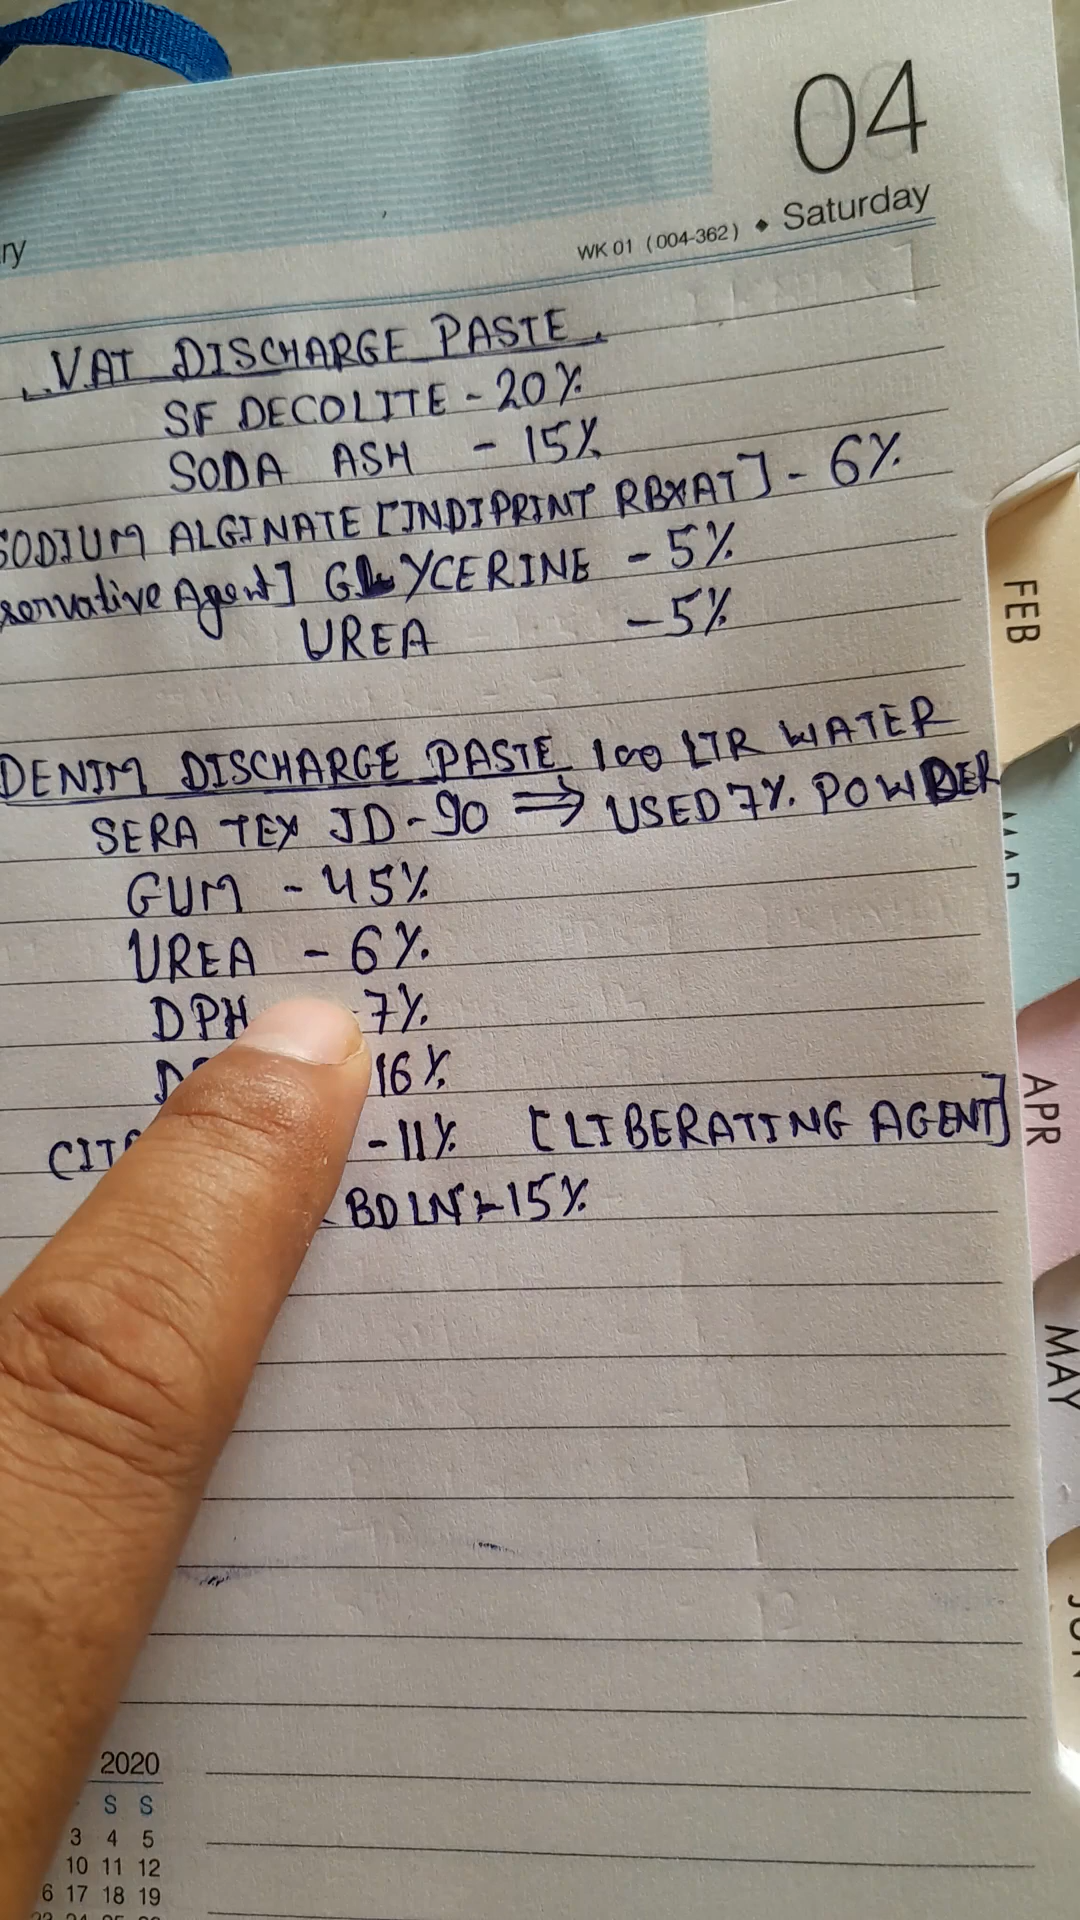 04
WK 01 (004-362) • Saturday
VAT DISCHARGE PASTE
SF DECOLITE - 20%
SODA ASH - 15%
SODIUM ALGINATE [INDIPRINT RBXAT] - 6%
Agent] GLYCERINE - 5%
UREA - 5%
DENIM DISCHARGE PASTE 100 LTR WATER
SERA TEX JD-90 ⇒ USED 7% POWDER
GUM - 45%
UREA - 6%
DPH 7%
16%
-11% [LIBERATING AGENT]
BDLN - 15%
FEB
MAR
APR
MAY
JUN
2020
S S
3 4 5
10 11 12
6 17 18 19